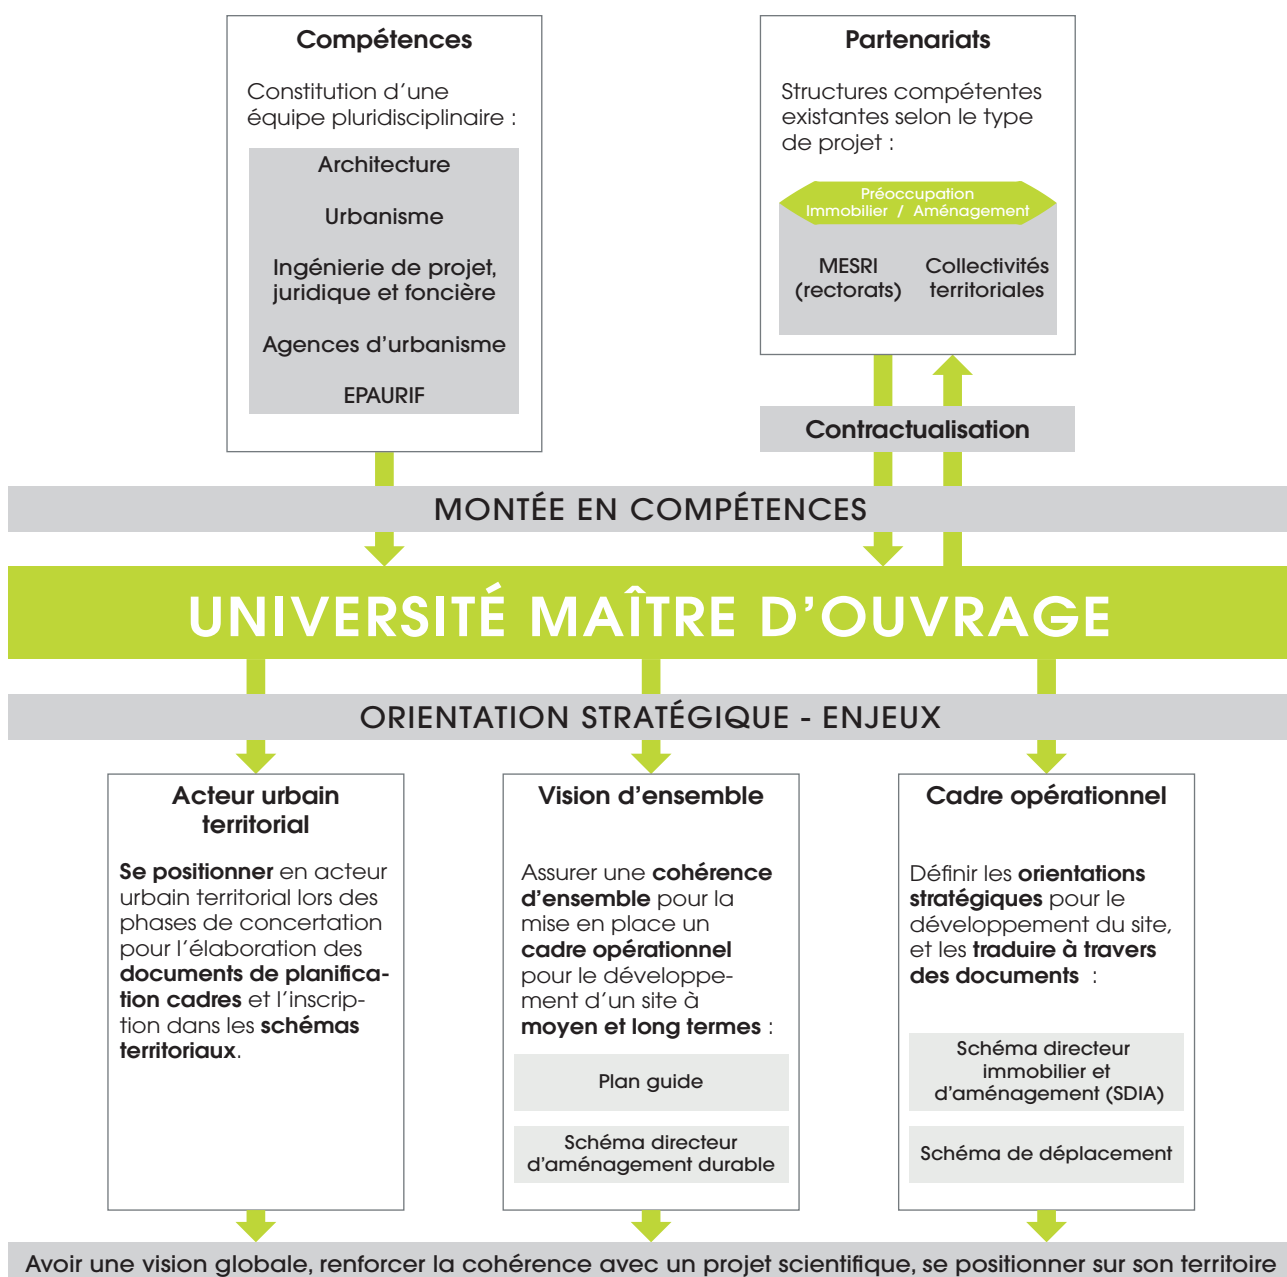 Compétences
Constitution d'une
équipe pluridisciplinaire :
Architecture
Urbanisme
Ingénierie de projet,
juridique et foncière
Agences d'urbanisme
EPAURIF
Partenariats
Structures compétentes
existantes selon le type
de projet :
Préoccupation
Immobilier / Aménagement
MESRI
(rectorats)
Collectivités
territoriales
Contractualisation
MONTÉE EN COMPÉTENCES
UNIVERSITÉ MAÎTRE D'OUVRAGE
ORIENTATION STRATÉGIQUE - ENJEUX
Acteur urbain
territorial
Se positionner en acteur
urbain territorial lors des
phases de concertation
pour l'élaboration des
documents de planifica-
tion cadres et l'inscrip-
tion dans les schémas
territoriaux.
Vision d'ensemble
Assurer une cohérence
d'ensemble pour la
mise en place un
cadre opérationnel
pour le développe-
ment d'un site à
moyen et long termes :
Plan guide
Schéma directeur
d'aménagement durable
Cadre opérationnel
Définir les orientations
stratégiques pour le
développement du site,
et les traduire à travers
des documents :
Schéma directeur
immobilier et
d'aménagement (SDIA)
Schéma de déplacement
Avoir une vision globale, renforcer la cohérence avec un projet scientifique, se positionner sur son territoire